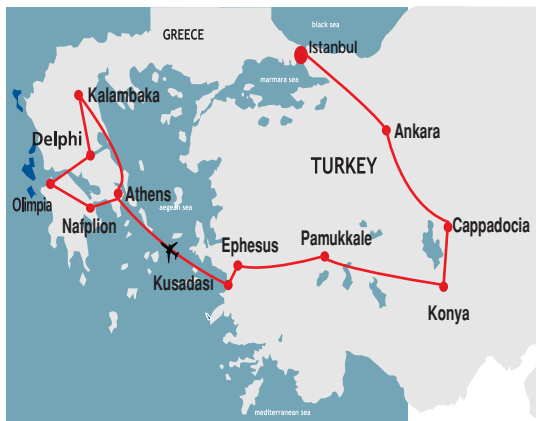 black sea
GREECE
Istanbul
marmara sea
Kalambaka
Ankara
Delphi
TURKEY
Olimpia
Athens
aegean sea
Nafplion
Cappadocia
Ephesus
Pamukkale
Kusadasi
Konya
mediterranean sea